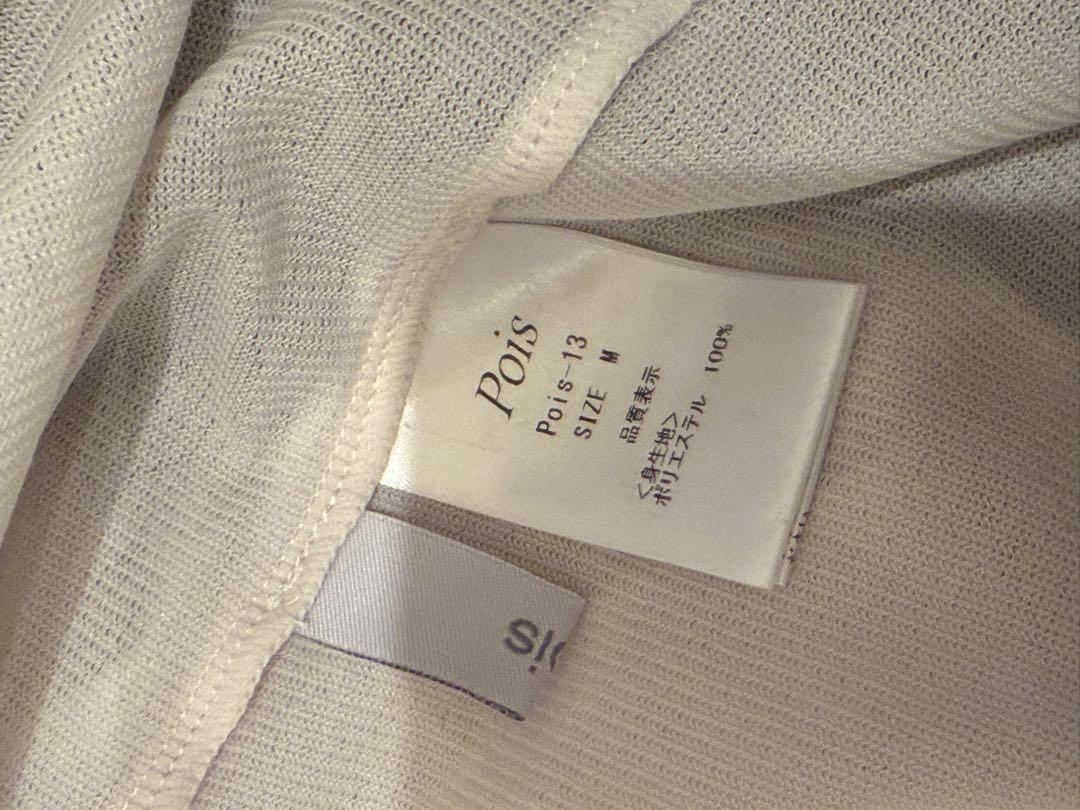 Pois
Pois-13
SIZE M
品質表示
<身生地>
ポリエステル 100%